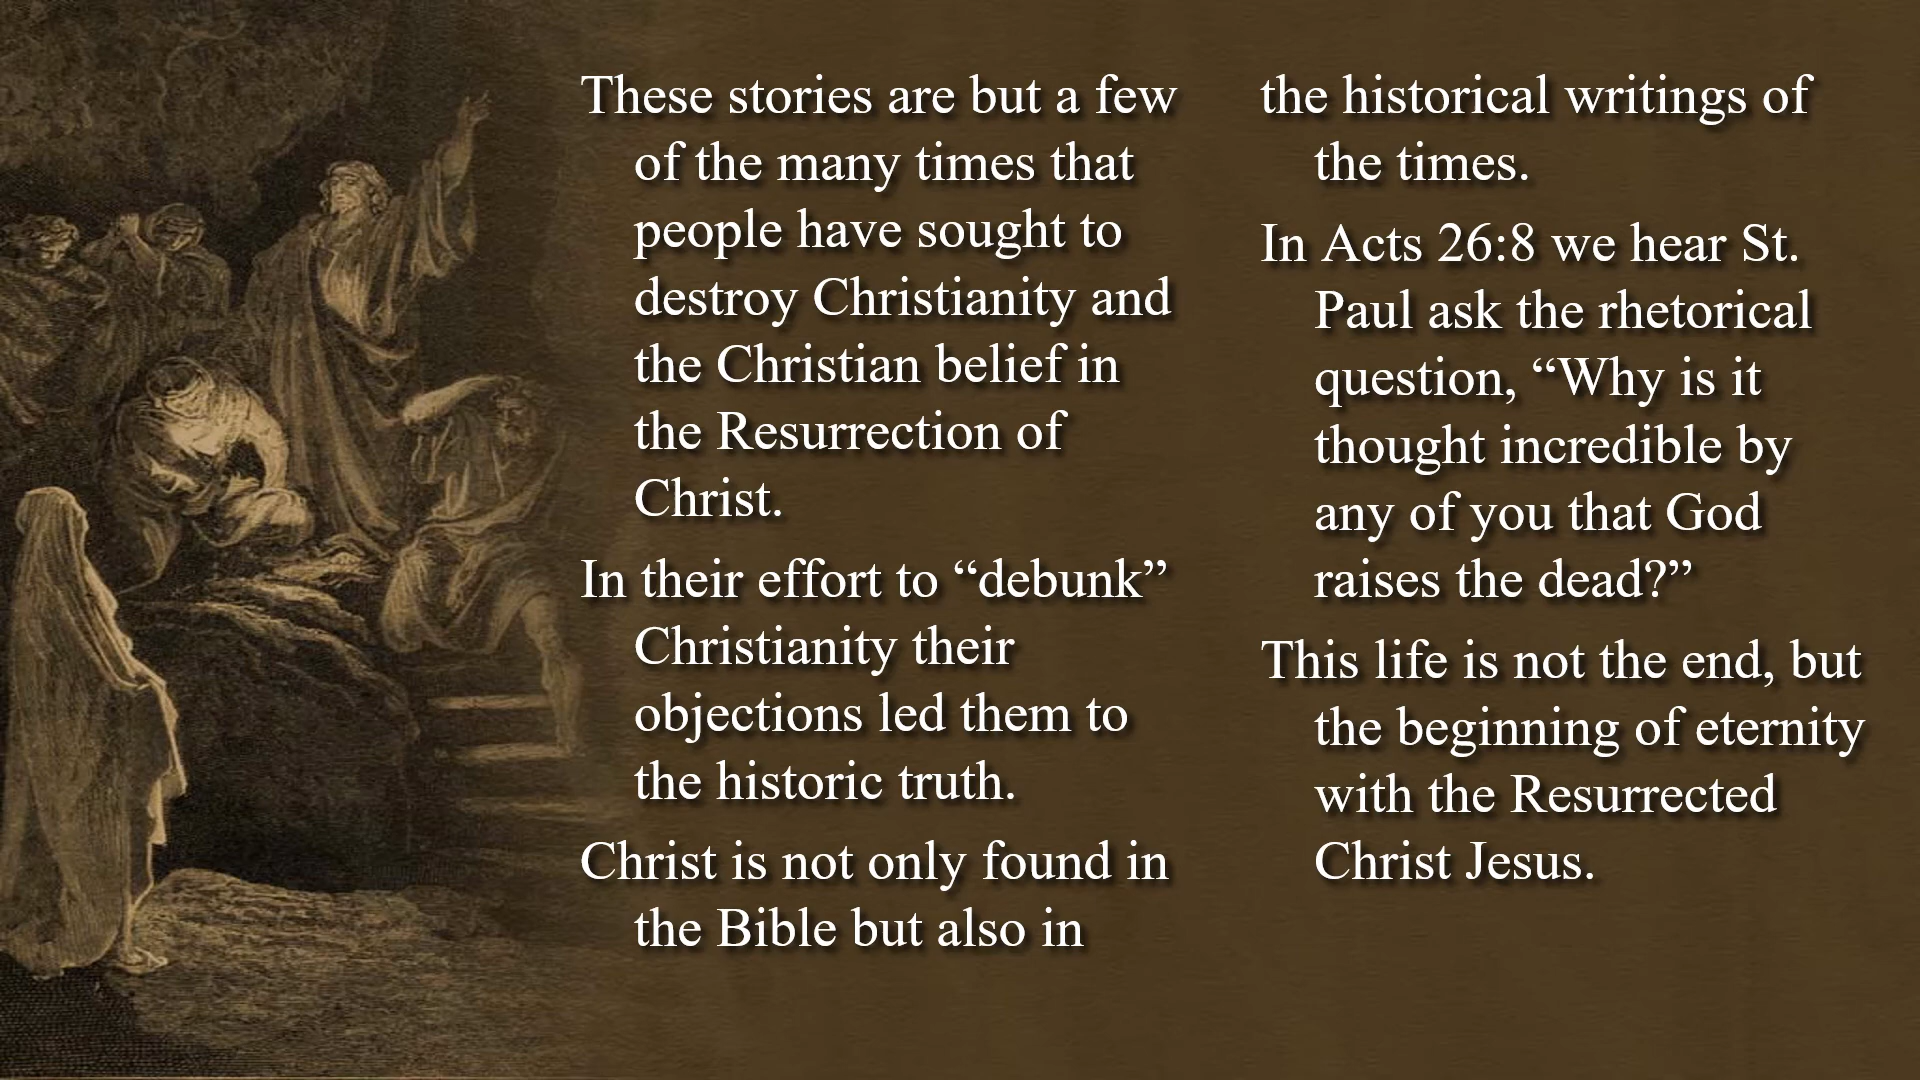 These stories are but a few
of the many times that
people have sought to
destroy Christianity and
the Christian belief in
the Resurrection of
Christ.
In their effort to “debunk”
Christianity their
objections led them to
the historic truth.
Christ is not only found in
the Bible but also in
the historical writings of
the times.
In Acts 26:8 we hear St.
Paul ask the rhetorical
question, “Why is it
thought incredible by
any of you that God
raises the dead?”
This life is not the end, but
the beginning of eternity
with the Resurrected
Christ Jesus.